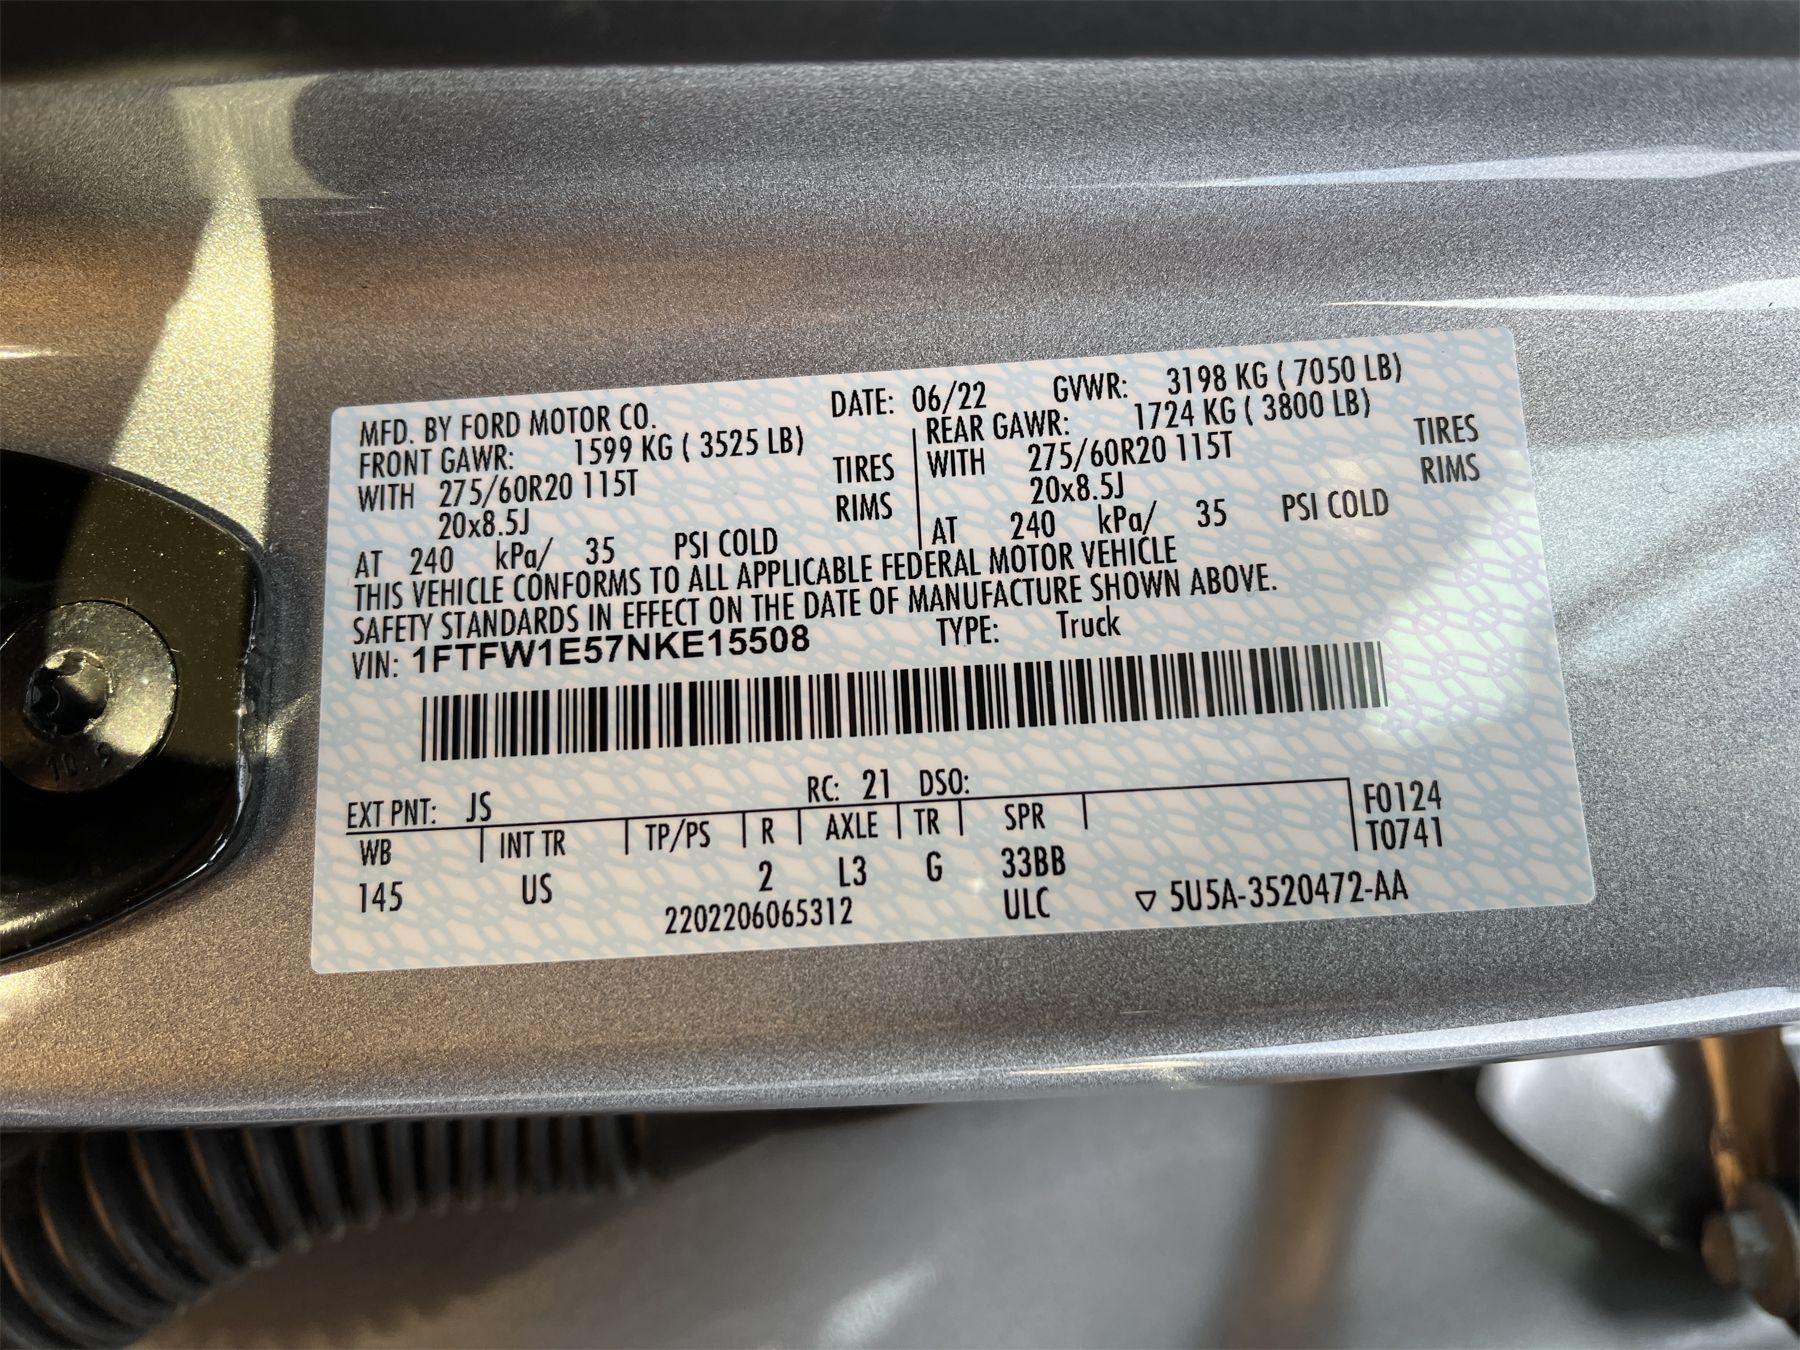 MFD. BY FORD MOTOR CO. DATE: 06/22 GVWR: 3198 KG ( 7050 LB)
FRONT GAWR: 1599 KG ( 3525 LB) REAR GAWR: 1724 KG ( 3800 LB)
WITH 275/60R20 115T TIRES WITH 275/60R20 115T TIRES
20x8.5J RIMS 20x8.5J RIMS
AT 240 kPa/ 35 PSI COLD AT 240 kPa/ 35 PSI COLD
THIS VEHICLE CONFORMS TO ALL APPLICABLE FEDERAL MOTOR VEHICLE
SAFETY STANDARDS IN EFFECT ON THE DATE OF MANUFACTURE SHOWN ABOVE.
VIN: 1FTFW1E57NKE15508 TYPE: Truck
EXT PNT: JS RC: 21 DSO:
WB INT TR TP/PS R AXLE TR SPR F0124
T0741
145 US 2 L3 G 33BB
2202206065312 ULC ▽ 5U5A-3520472-AA
10.9